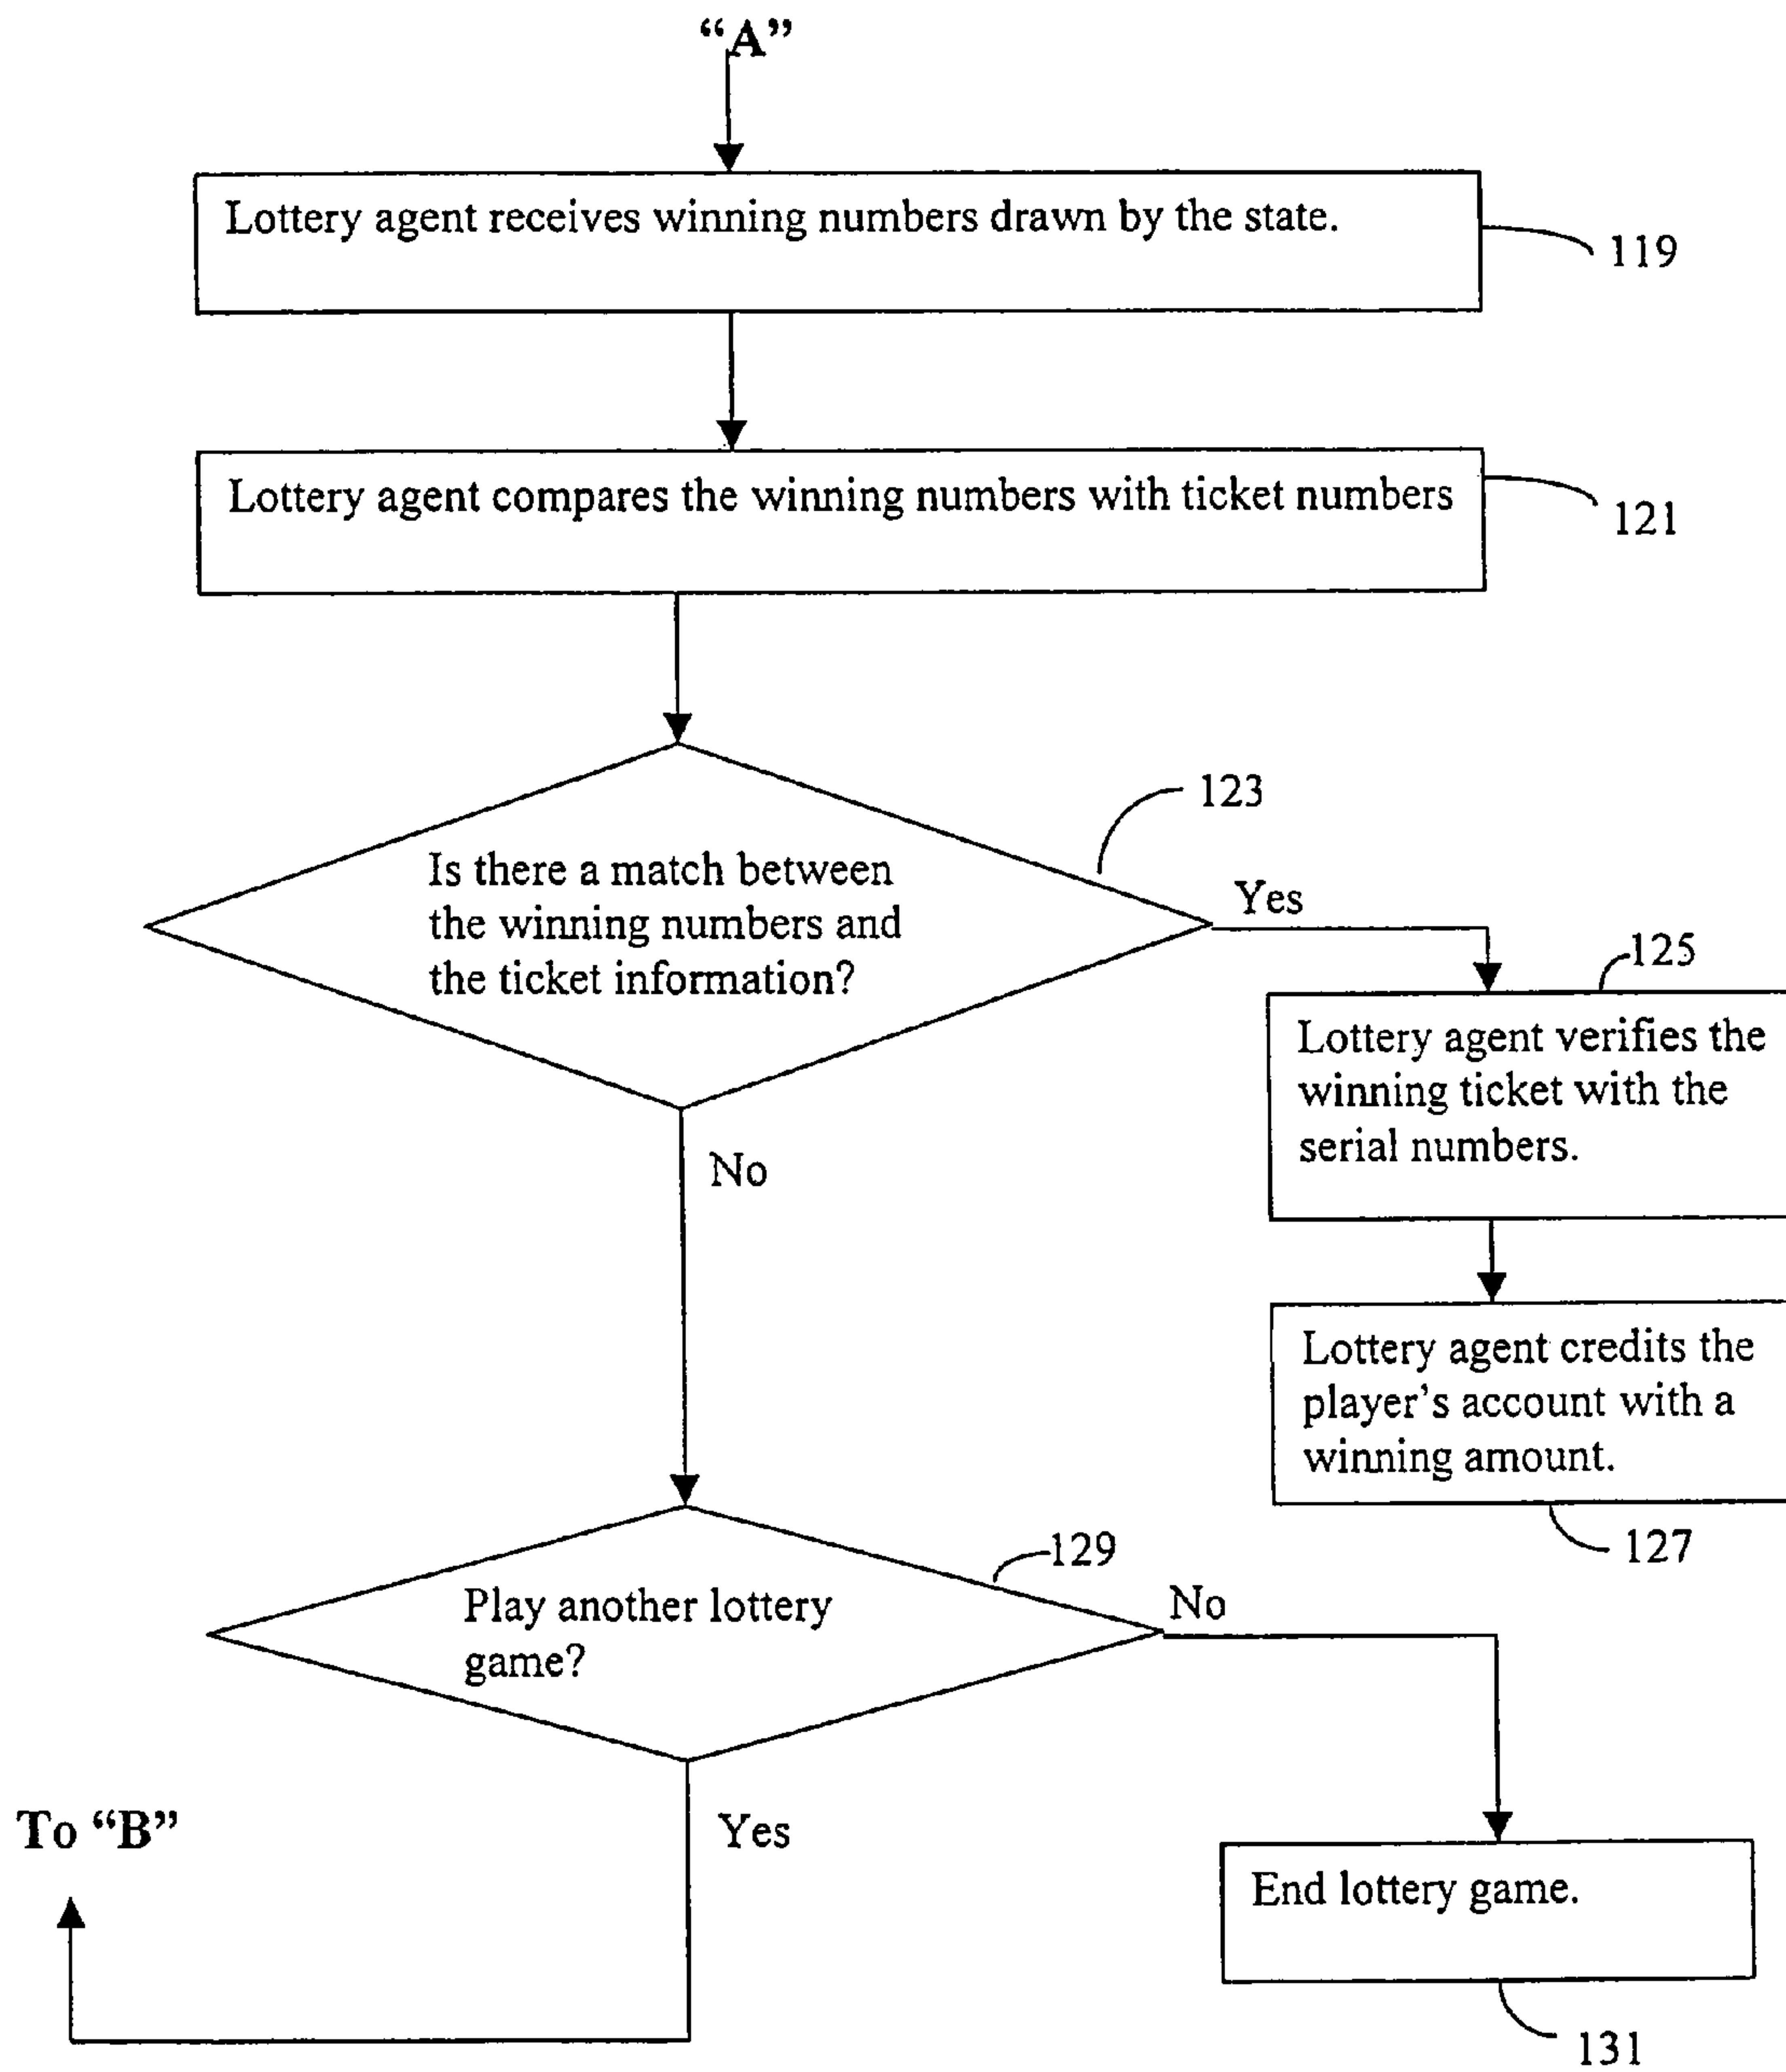 “A”
Lottery agent receives winning numbers drawn by the state.
119
Lottery agent compares the winning numbers with ticket numbers
121
123
Is there a match between
the winning numbers and
the ticket information?
Yes
125
Lottery agent verifies the
winning ticket with the
serial numbers.
No
Lottery agent credits the
player’s account with a
winning amount.
127
129
Play another lottery
game?
No
To “B”
Yes
End lottery game.
131